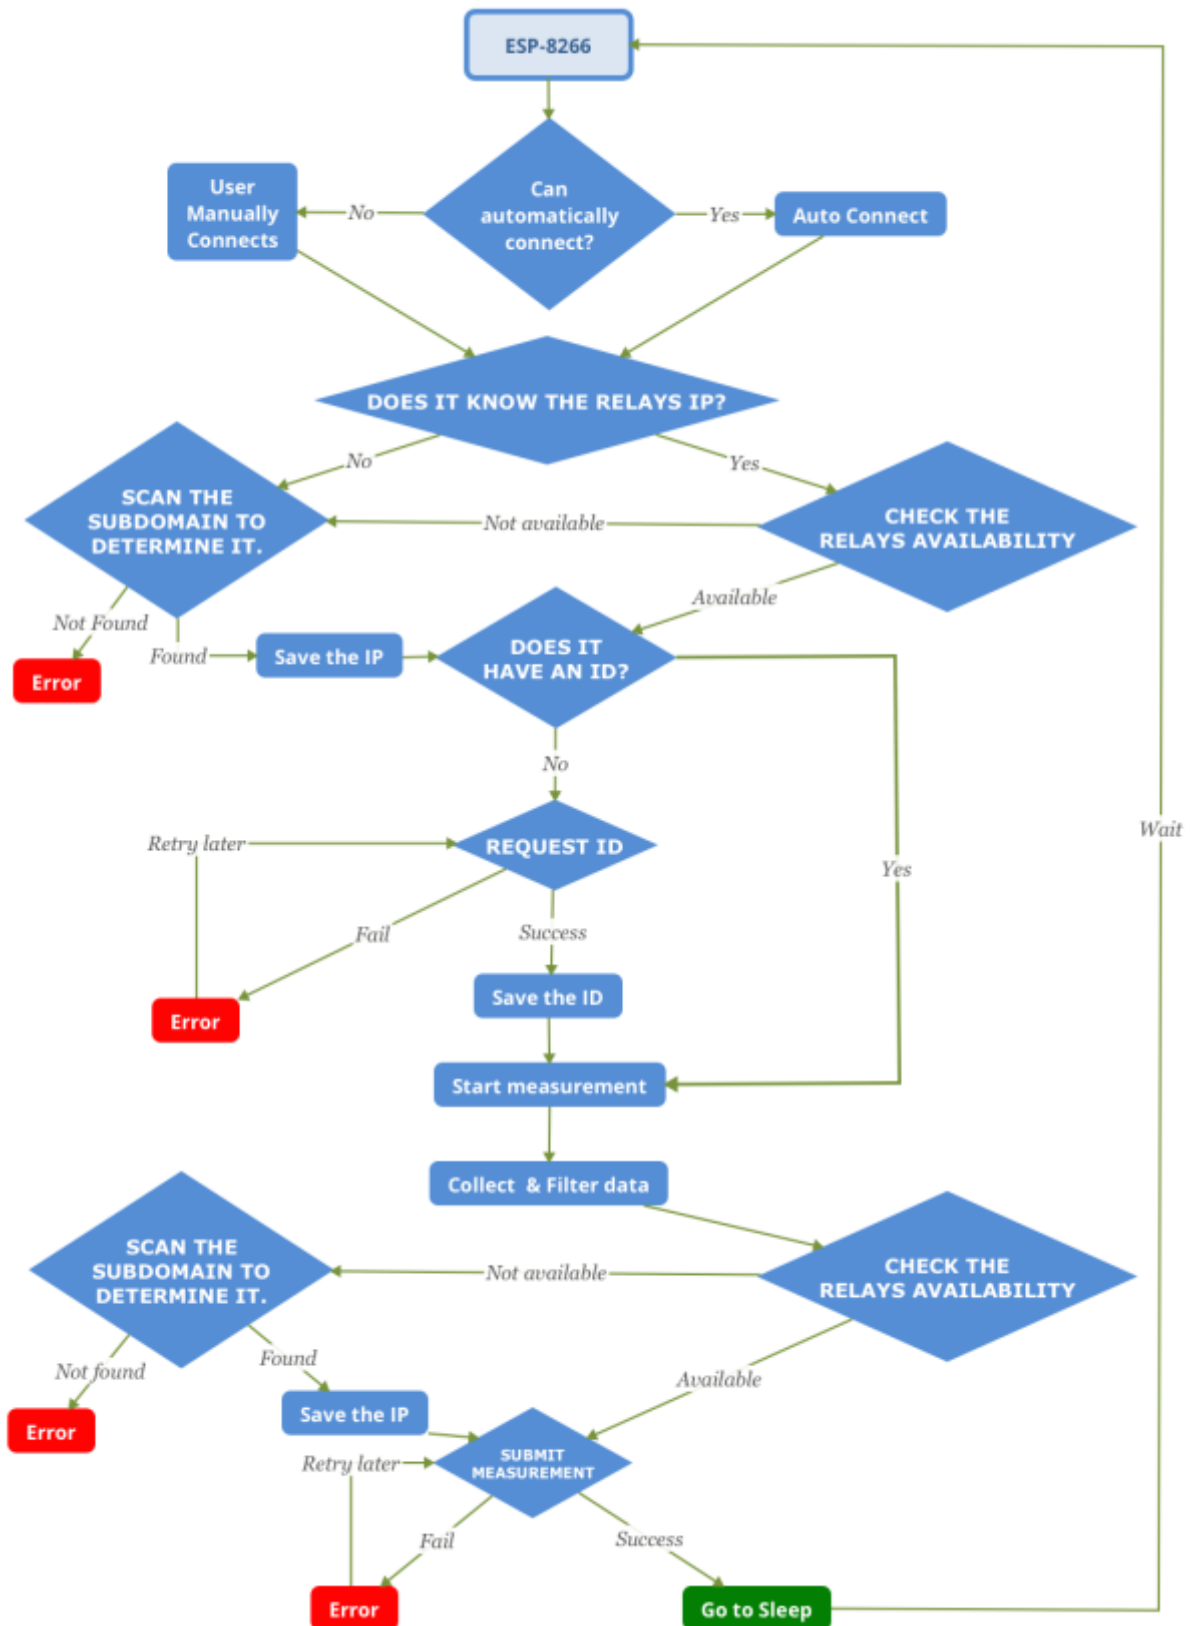 ESP-8266
Can
automatically
connect?
No
User
Manually
Connects
Yes
Auto Connect
DOES IT KNOW THE RELAYS IP?
No
Yes
SCAN THE
SUBDOMAIN TO
DETERMINE IT.
Not available
CHECK THE
RELAYS AVAILABILITY
Available
Not Found
Error
Found
Save the IP
DOES IT
HAVE AN ID?
No
Yes
Wait
REQUEST ID
Retry later
Fail
Error
Success
Save the ID
Start measurement
Collect & Filter data
CHECK THE
RELAYS AVAILABILITY
Not available
SCAN THE
SUBDOMAIN TO
DETERMINE IT.
Not found
Error
Found
Save the IP
Available
SUBMIT
MEASUREMENT
Retry later
Fail
Error
Success
Go to Sleep